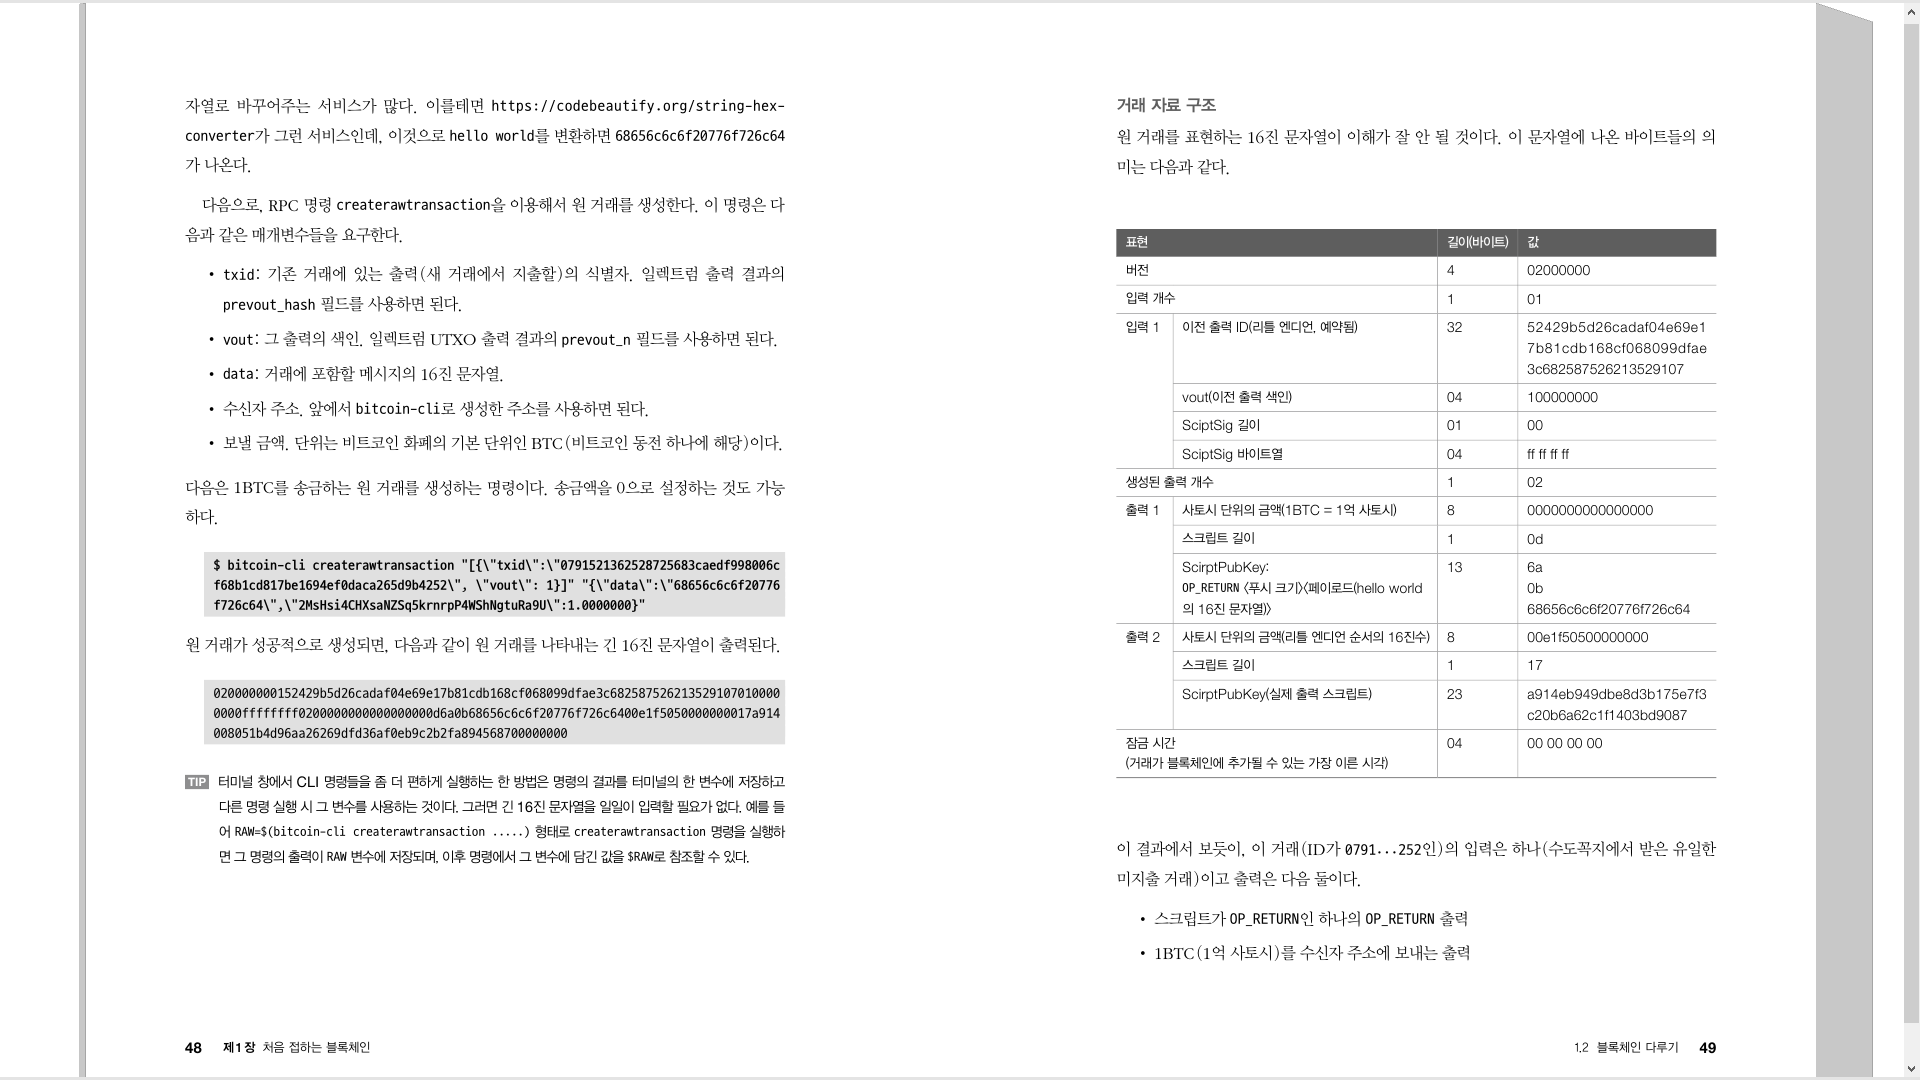 자열로 바꾸어주는 서비스가 많다. 이를테면 https://codebeautify.org/string-hex-
converter가 그런 서비스인데, 이것으로 hello world를 변환하면 68656c6c6f20776f726c64
가 나온다.
다음으로, RPC 명령 createrawtransaction을 이용해서 원 거래를 생성한다. 이 명령은 다
음과 같은 매개변수들을 요구한다.
• txid: 기존 거래에 있는 출력(새 거래에서 지출할)의 식별자. 일렉트럼 출력 결과의
prevout_hash 필드를 사용하면 된다.
• vout: 그 출력의 색인. 일렉트럼 UTXO 출력 결과의 prevout_n 필드를 사용하면 된다.
• data: 거래에 포함할 메시지의 16진 문자열.
• 수신자 주소. 앞에서 bitcoin-cli로 생성한 주소를 사용하면 된다.
• 보낼 금액. 단위는 비트코인 화폐의 기본 단위인 BTC(비트코인 동전 하나에 해당)이다.
다음은 1BTC를 송금하는 원 거래를 생성하는 명령이다. 송금액을 0으로 설정하는 것도 가능
하다.
$ bitcoin-cli createrawtransaction "[{\"txid\":\"0791521362528725683caedf998006c
f68b1cd817be1694ef0daca265d9b4252\", \"vout\": 1}]" "{\"data\":\"68656c6c6f20776
f726c64\",\"2MsHsi4CHXsaNZSq5krnrpP4WShNgtuRa9U\":1.0000000}"
원 거래가 성공적으로 생성되면, 다음과 같이 원 거래를 나타내는 긴 16진 문자열이 출력된다.
020000000152429b5d26cadaf04e69e17b81cdb168cf068099dfae3c682587526213529107010000
0000ffffffff0200000000000000000d6a0b68656c6c6f20776f726c6400e1f5050000000017a914
008051b4d96aa26269dfd36af0eb9c2b2fa894568700000000
TIP 터미널 창에서 CLI 명령들을 좀 더 편하게 실행하는 한 방법은 명령의 결과를 터미널의 한 변수에 저장하고
다른 명령 실행 시 그 변수를 사용하는 것이다. 그러면 긴 16진 문자열을 일일이 입력할 필요가 없다. 예를 들
어 RAW=$(bitcoin-cli createrawtransaction .....) 형태로 createrawtransaction 명령을 실행하
면 그 명령의 출력이 RAW 변수에 저장되며, 이후 명령에서 그 변수에 담긴 값을 $RAW로 참조할 수 있다.
48 제1장 처음 접하는 블록체인
거래 자료 구조
원 거래를 표현하는 16진 문자열이 이해가 잘 안 될 것이다. 이 문자열에 나온 바이트들의 의
미는 다음과 같다.
표현 길이(바이트) 값
버전 4 02000000
입력 개수 1 01
입력 1 이전 출력 ID(리틀 엔디언, 예약됨) 32 52429b5d26cadaf04e69e1
7b81cdb168cf068099dfae
3c682587526213529107
vout(이전 출력 색인) 04 100000000
SciptSig 길이 01 00
SciptSig 바이트열 04 ff ff ff ff
생성된 출력 개수 1 02
출력 1 사토시 단위의 금액(1BTC = 1억 사토시) 8 0000000000000000
스크립트 길이 1 0d
ScirptPubKey: 13 6a
OP_RETURN 〈푸시 크기〉〈페이로드(hello world 0b
의 16진 문자열)〉 68656c6c6f20776f726c64
출력 2 사토시 단위의 금액(리틀 엔디언 순서의 16진수) 8 00e1f50500000000
스크립트 길이 1 17
ScirptPubKey(실제 출력 스크립트) 23 a914eb949dbe8d3b175e7f3
c20b6a62c1f1403bd9087
잠금 시간 04 00 00 00 00
(거래가 블록체인에 추가될 수 있는 가장 이른 시각)
이 결과에서 보듯이, 이 거래(ID가 0791...252인)의 입력은 하나(수도꼭지에서 받은 유일한
미지출 거래)이고 출력은 다음 둘이다.
• 스크립트가 OP_RETURN인 하나의 OP_RETURN 출력
• 1BTC(1억 사토시)를 수신자 주소에 보내는 출력
1.2 블록체인 다루기 49